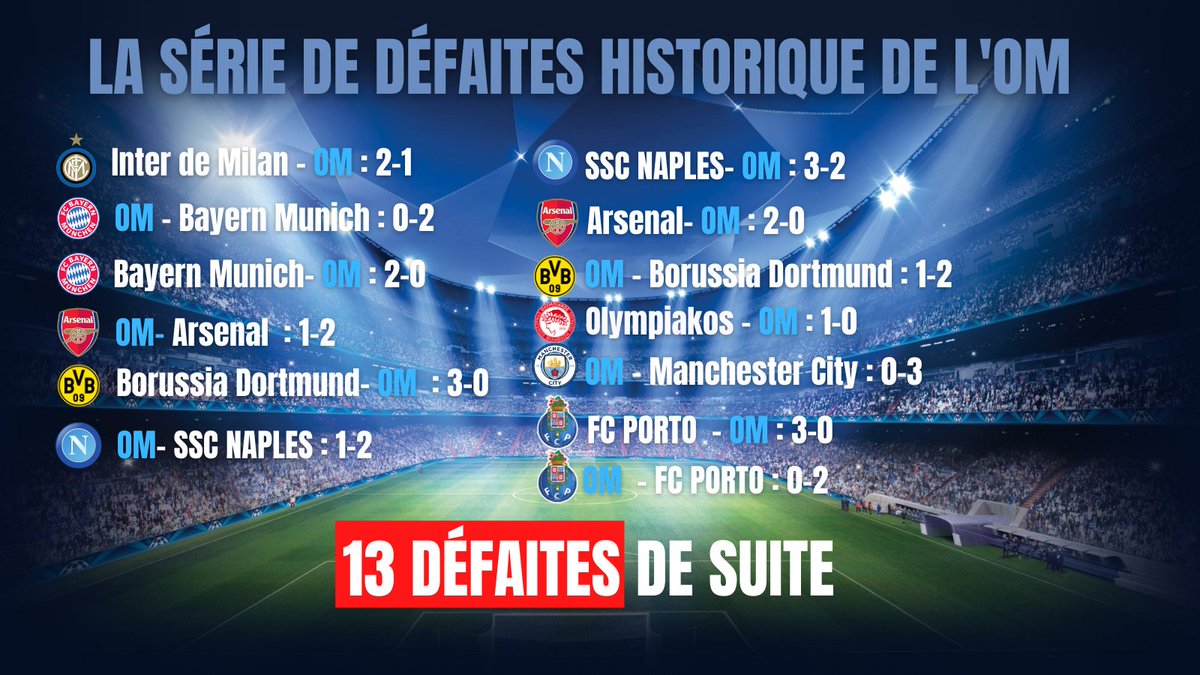 LA SÉRIE DE DÉFAITES HISTORIQUE DE L'OM
Inter de Milan - OM : 2-1
OM - Bayern Munich : 0-2
Bayern Munich- OM : 2-0
OM- Arsenal : 1-2
Borussia Dortmund- OM : 3-0
OM- SSC NAPLES : 1-2
SSC NAPLES- OM : 3-2
Arsenal- OM : 2-0
OM - Borussia Dortmund : 1-2
Olympiakos - OM : 1-0
OM - Manchester City : 0-3
FC PORTO - OM : 3-0
OM - FC PORTO : 0-2
13 DÉFAITES DE SUITE